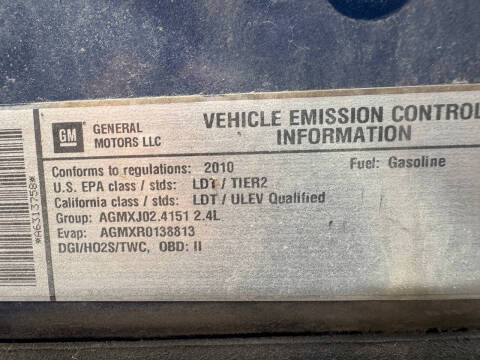 GM
GENERAL
MOTORS LLC
VEHICLE EMISSION CONTROL
INFORMATION
Conforms to regulations: 2010
Fuel: Gasoline
U.S. EPA class / stds: LDT / TIER2
California class / stds: LDT / ULEV Qualified
Group: AGMXJ02.4151 2.4L
Evap: AGMXR0138813
DGI/HO2S/TWC, OBD: II
*A6313758*